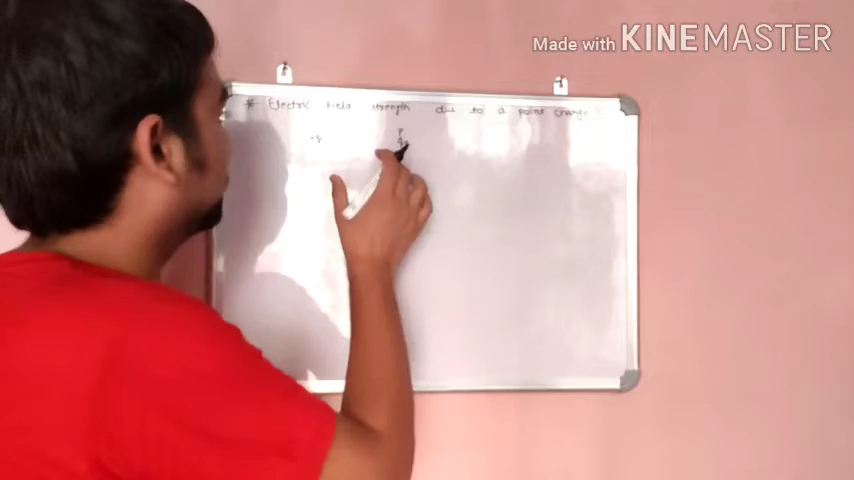 Made with KINEMASTER
* Electric field strength due to a point charge
+q P